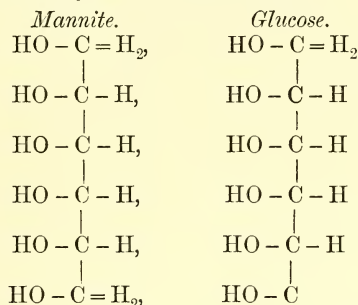 Mannite. Glucose.
HO – C = H₂, HO – C = H₂
HO – C – H, HO – C – H
HO – C – H, HO – C – H
HO – C – H, HO – C – H
HO – C – H, HO – C – H
HO – C = H₂, HO – C